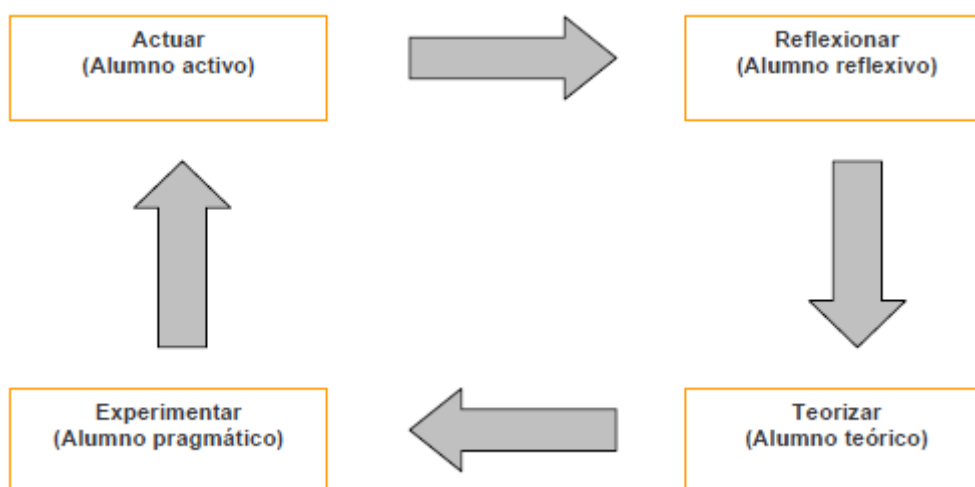 Actuar
(Alumno activo)
Reflexionar
(Alumno reflexivo)
Experimentar
(Alumno pragmático)
Teorizar
(Alumno teórico)